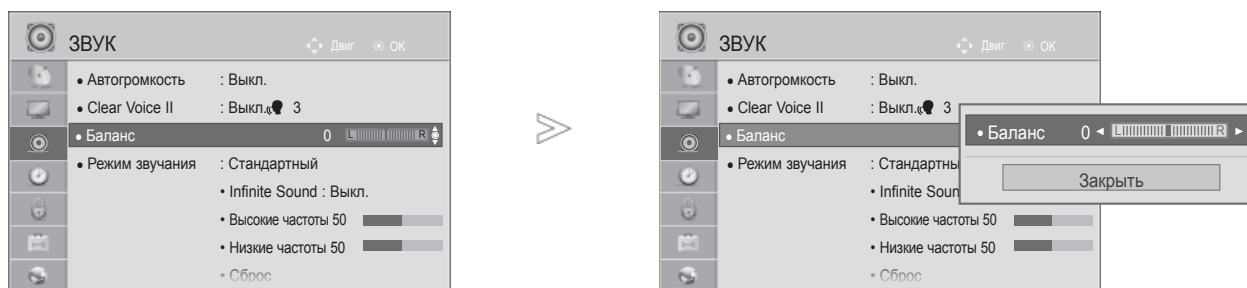 ЗВУК
Двиг OK
• Автогромкость : Выкл.
• Clear Voice II : Выкл. 3
• Баланс 0 L R
• Режим звучания : Стандартный
• Infinite Sound : Выкл.
• Высокие частоты 50
• Низкие частоты 50
• Сброс
ЗВУК
Двиг OK
• Автогромкость : Выкл.
• Clear Voice II : Выкл. 3
• Баланс
• Режим звучания : Стандартны
• Infinite Soun
• Высокие частоты 50
• Низкие частоты 50
• Сброс
• Баланс 0 ◄ L R ►
Закрыть